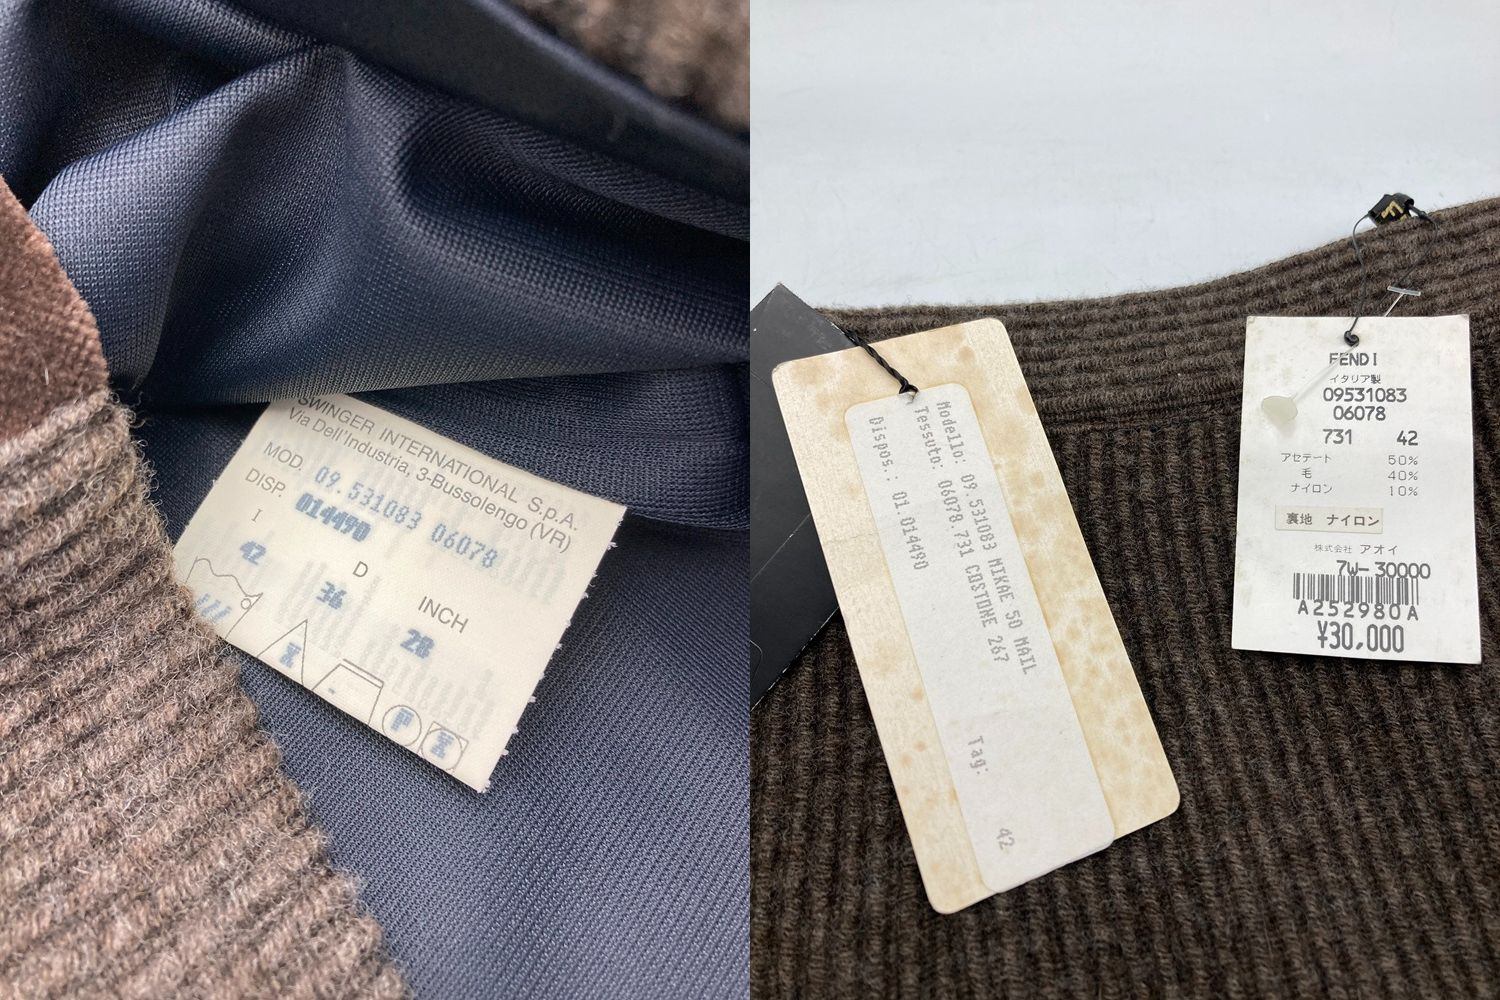 SWINGER INTERNATIONAL S.p.A.
Via Dell'Industria, 3-Bussolengo (VR)
MOD. 09.531083 06078
DISP. 014490
I D INCH
42 36 28
P
Modello: 09.531083 MIKAE SO MAIL
Tessuto: 06078 731 COSTONE 267
Dispos.: 01.014490
Tag: 42
FENDI
イタリア製
09531083
06078
731 42
アセテート 50%
毛 40%
ナイロン 10%
裏地 ナイロン
株式会社 アオイ
7W-30000
A252980A
¥30,000